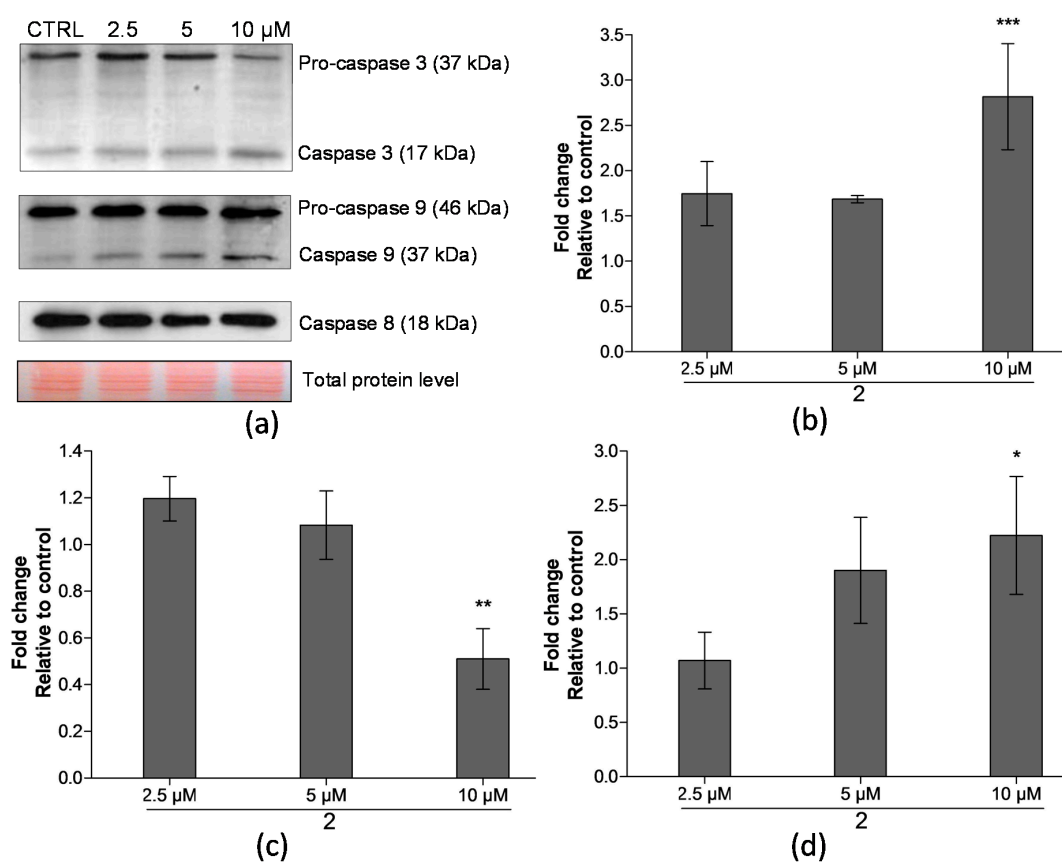 CTRL 2.5 5 10 µM
Pro-caspase 3 (37 kDa)
Caspase 3 (17 kDa)
Pro-caspase 9 (46 kDa)
Caspase 9 (37 kDa)
Caspase 8 (18 kDa)
Total protein level
(a)
Fold change
Relative to control
3.5
3.0
2.5
2.0
1.5
1.0
0.5
0.0
***
2.5 µM 5 µM 10 µM
2
(b)
Fold change
Relative to control
1.4
1.2
1.0
0.8
0.6
0.4
0.2
0.0
**
2.5 µM 5 µM 10 µM
2
(c)
Fold change
Relative to control
3.0
2.5
2.0
1.5
1.0
0.5
0.0
*
2.5 µM 5 µM 10 µM
2
(d)